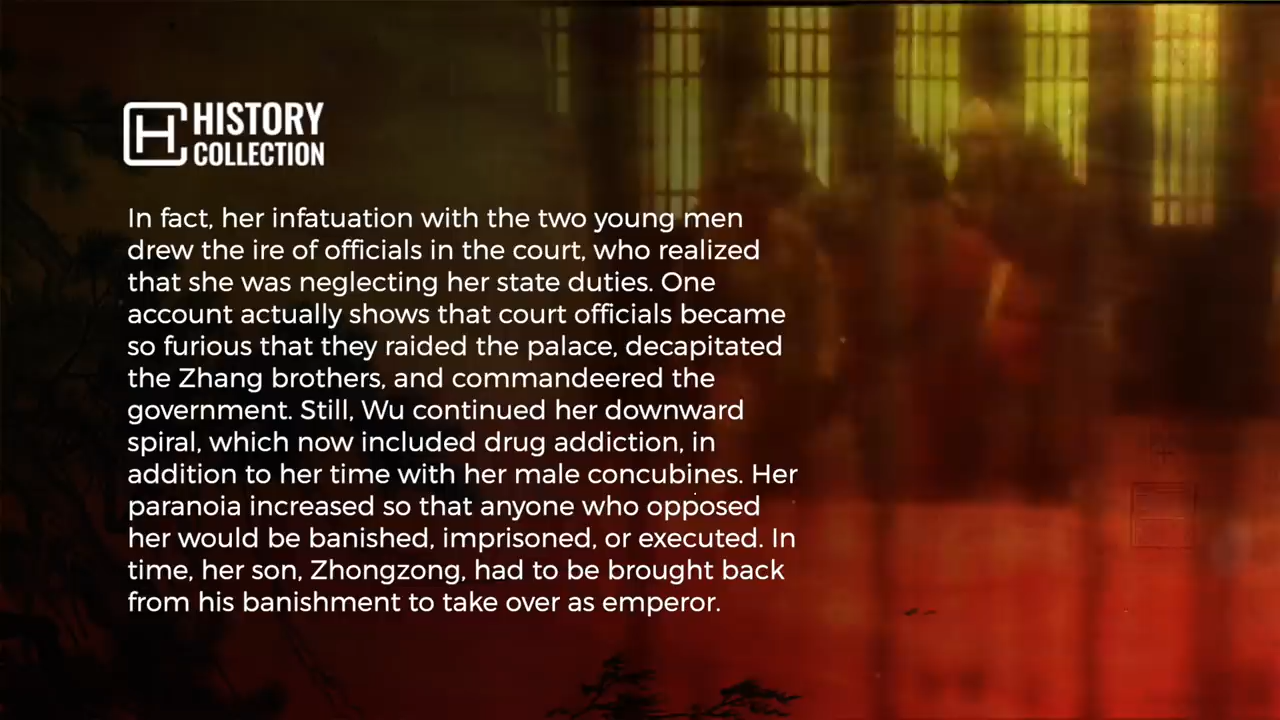 HISTORY
COLLECTION
In fact, her infatuation with the two young men
drew the ire of officials in the court, who realized
that she was neglecting her state duties. One
account actually shows that court officials became
so furious that they raided the palace, decapitated
the Zhang brothers, and commandeered the
government. Still, Wu continued her downward
spiral, which now included drug addiction, in
addition to her time with her male concubines. Her
paranoia increased so that anyone who opposed
her would be banished, imprisoned, or executed. In
time, her son, Zhongzong, had to be brought back
from his banishment to take over as emperor.